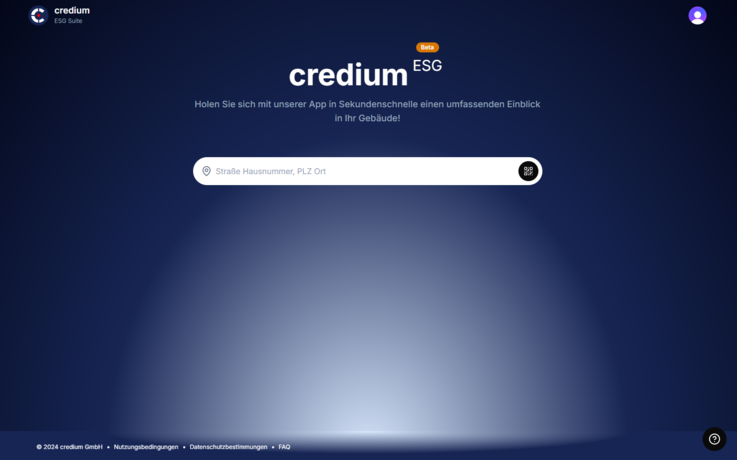 credium
ESG Suite
Beta
credium ESG
Holen Sie sich mit unserer App in Sekundenschnelle einen umfassenden Einblick
in Ihr Gebäude!
Straße Hausnummer, PLZ Ort
© 2024 credium GmbH • Nutzungsbedingungen • Datenschutzbestimmungen • FAQ